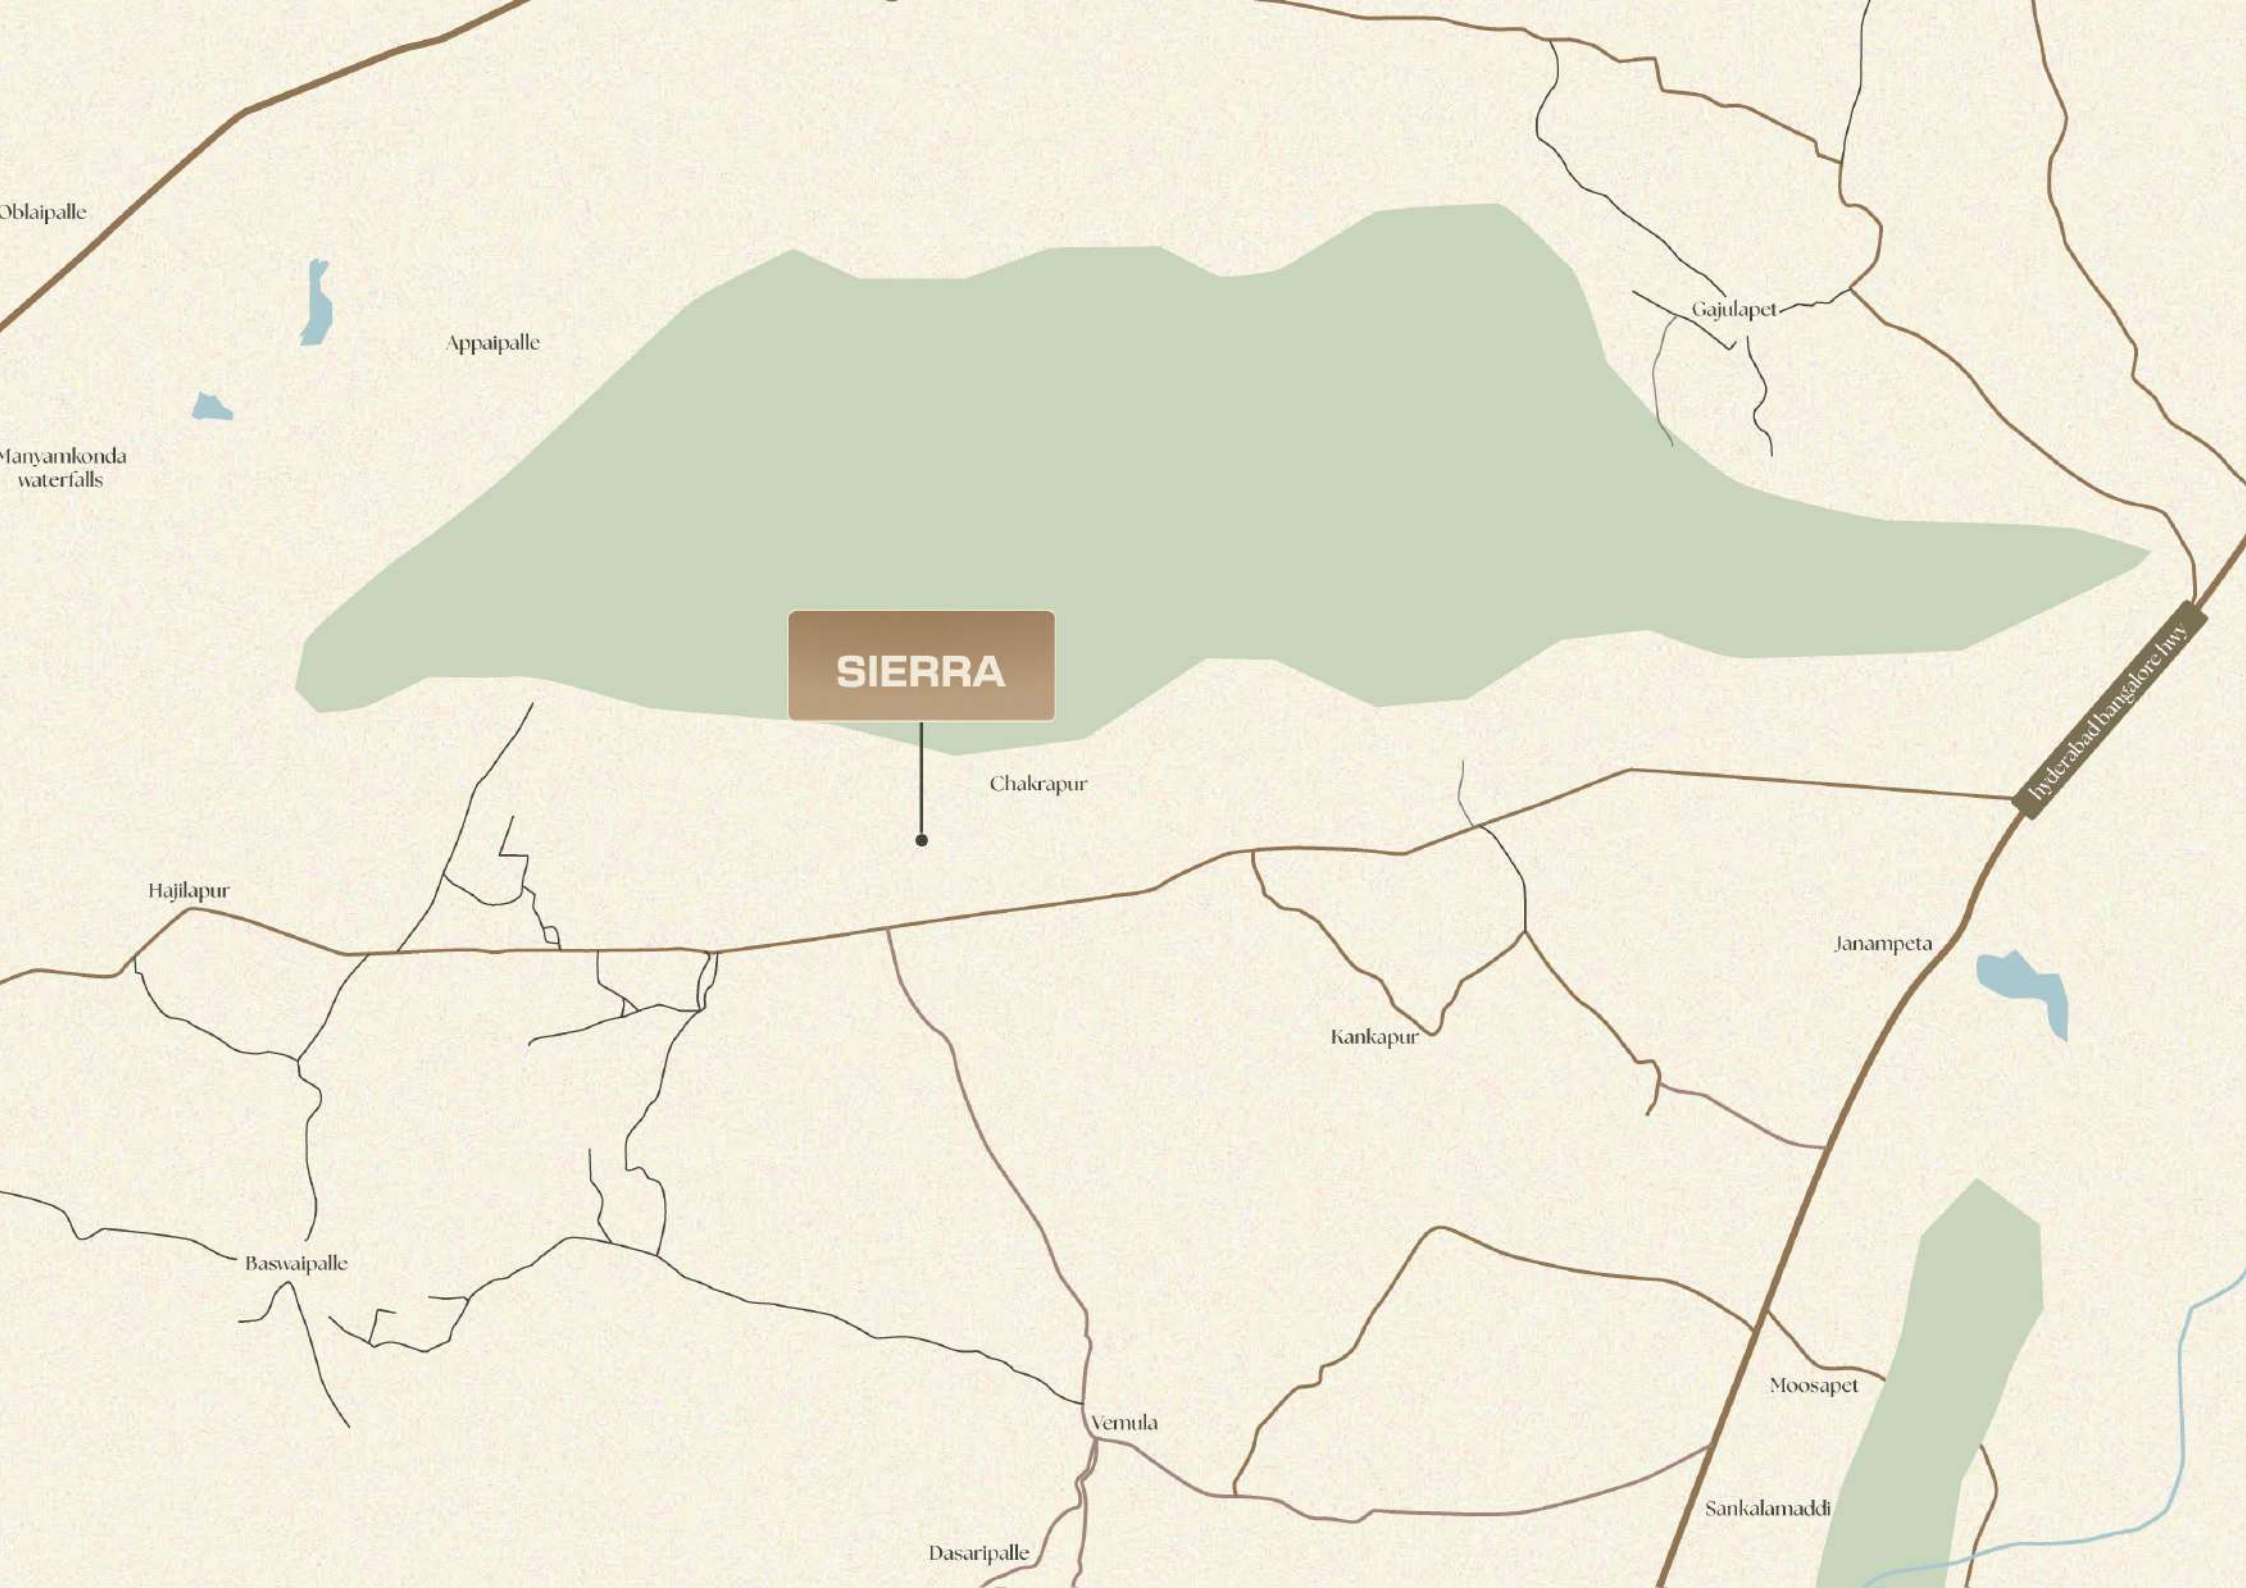 Oblaipalle
Gajulapet
Appaipalle
Manyamkonda
waterfalls
SIERRA
hyderabad bangalore hwy
Chakrapur
Hajilapur
Janampeta
Kankapur
Baswaipalle
Moosapet
Vemula
Sankalamaddi
Dasaripalle